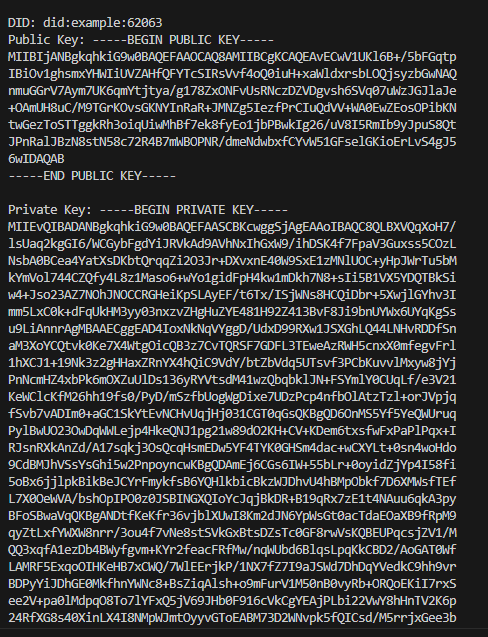 DID: did:example:62063
Public Key: -----BEGIN PUBLIC KEY-----
MIIBIjANBgkqhkiG9w0BAQEFAAOCAQ8AMIIBCgKCAQEAvECwV1UKl6B+/5bFGqtp
IBiOv1ghsmxYHWIiUVZAHfQFYTcSIRsVvf4oQ0iuH+xaWldxrsbLOQjsyzbGwNAQ
nmuGGrV7Aym7UK6qmYtjtya/g178ZxONFvUsRNczDZVDgvsh6SVq07uWzJGJlaJe
+OAmUH8uC/M9TGrKOvsGKNYInRaR+JMNZg5IezfPrCIuQdVV+WA0EwZEosOPibKN
twGezToSTTggkRh3oiqUiwMhBf7ek8fyEo1jbPBwkIg26/uV8I5RmIb9yJpuS8Qt
JPnRalJBzN8stN58c72R4B7mWBOPNR/dmeNdwbxfCYvW51GFselGKioErLvS4gJ5
6wIDAQAB
-----END PUBLIC KEY-----
Private Key: -----BEGIN PRIVATE KEY-----
MIIEvQIBADANBgkqhkiG9w0BAQEFAASCBKcwggSjAgEAAoIBAQC8QLBXVQqXoH7/
lsUaq2kgGI6/WCGybFgdYiJRVkAd9AVhNxIhGxW9/ihDSK4f7FpaV3Guxss5COzL
NsbA0BCea4YatXsDKbtQrqqZi2O3Jr+DXvxnE40W9SxE1zMNlUOC+yHpJWrTu5bM
kYmVol744CZQfy4L8z1Maso6+wYo1gidFpH4kw1mDkh7N8+sIi5B1VX5YDQTBkSi
w4+Jso23AZ7NOhJNOCCRGHeiKpSLAyEF/t6Tx/ISjWNs8HCQiDbr+5XwjlGYhv3I
mm5LxC0k+dFqUkHM3yy03nxzvZHgHuZYE481H92Z413BvF8Ji9bnUYWx6UYqKgSs
u9LiAnnrAgMBAAECggEAD4IoxNkNqVYggD/UdxD99RXw1JSXGhLQ44LNHvRDDfSn
aM3XoYCQtvk0Ke7X4WtgOicQB3z7CvTQRSF7GDFL3TEweAzRWH5cnxX0mfegvFrl
1hXCJ1+19Nk3z2gHHaxZRnYX4hQiC9VdY/btZbVdq5UTsvf3PCbKuvvlMxyw8jYj
PnNcmHZ4xbPk6mOXZuUlDs136yRYVtsdM41wzQbqbklJN+FSYmlY0CUqLf/e3V21
KeWClcKfM26hh19fs0/PyD/mSzfbUogWgDixe7UDzPcp4nfbOlAtzTzl+orJVpjq
fSvb7vADIm0+aGC1SkYtEvNCHvUqjHj031CGT0qGsQKBgQD6OnMS5Yf5YeQWUruq
PylBwUO23OwDqWWLejp4HkeQNJ1pg21w89dO2KH+CV+KDem6txsfwFxPaPlPqx+I
RJsnRXkAnZd/A17sqkj3OsQcqHsmEDw5YF4TYK0GHSm4dac+wCXYLt+0sn4woHdo
9CdBMJhVSsYsGhi5w2PnpoyncwKBgQDAmEj6CGs6IW+55bLr+0oyidZjYp4I58fi
5oBx6jjlpkBikBeJCYrFmykfsB6YQHlkbicBkzWJDhvU4hBMpObkf7D6XMWsfTEf
L7X0OeWVA/bshOpIPO0z0JSBINGXQIoYcJqjBkDR+B19qRx7zE1t4NAuu6qkA3py
BFoSBwaVqQKBgANDtfKeKfr36vjblXUwI8Km2dJN6YpWsGt0acTdaEOaXB9fRpM9
qyZtLxfYWXW8nrr/3ou4f7vNe8stSVkGxBtsDZsTc0GF8rwVsKQBEUPqcsjZV1/M
QQ3xqfA1ezDb4BWyfgvm+KYr2feacFRfMw/nqWUbd6BlqsLpqKkCBD2/AoGAT0Wf
LAMRF5ExqoOIHKeHB7xCWQ/7WlEErjkP/1NX7fZ7I9aJSWd7DhDqYVedkC9hh9vr
BDPyYiJDhGE0MkfhnYWNc8+BsZiqAlsh+o9mFurV1M50nB0vyRb+ORQoEKiI7rxS
ee2V+pa0lMdpqO8To7lYFxQ5jV69JHb0F916cVkCgYEAjPLbi22VwY8hHnTV2K6p
24RfXG8s40XinLX4I8NMpWJmtOyyvGToEABM73D2WNvpk5fQICsd/M5rrjxGee3b